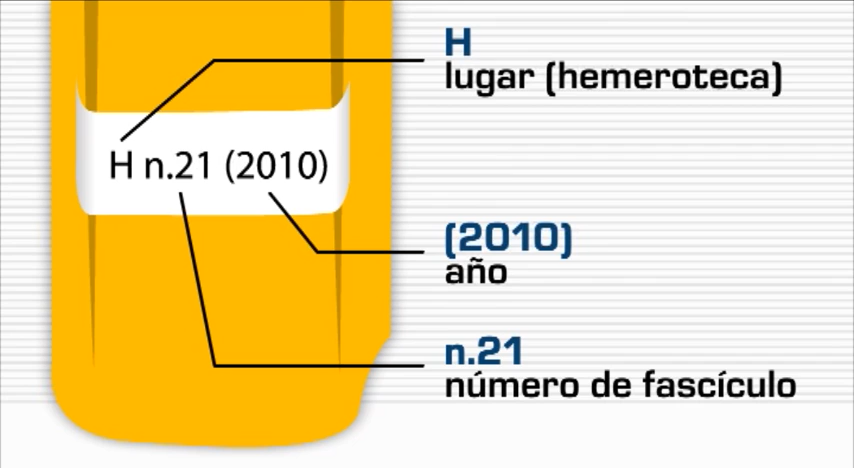 H
lugar (hemeroteca)
H n.21 (2010)
(2010)
año
n.21
número de fascículo